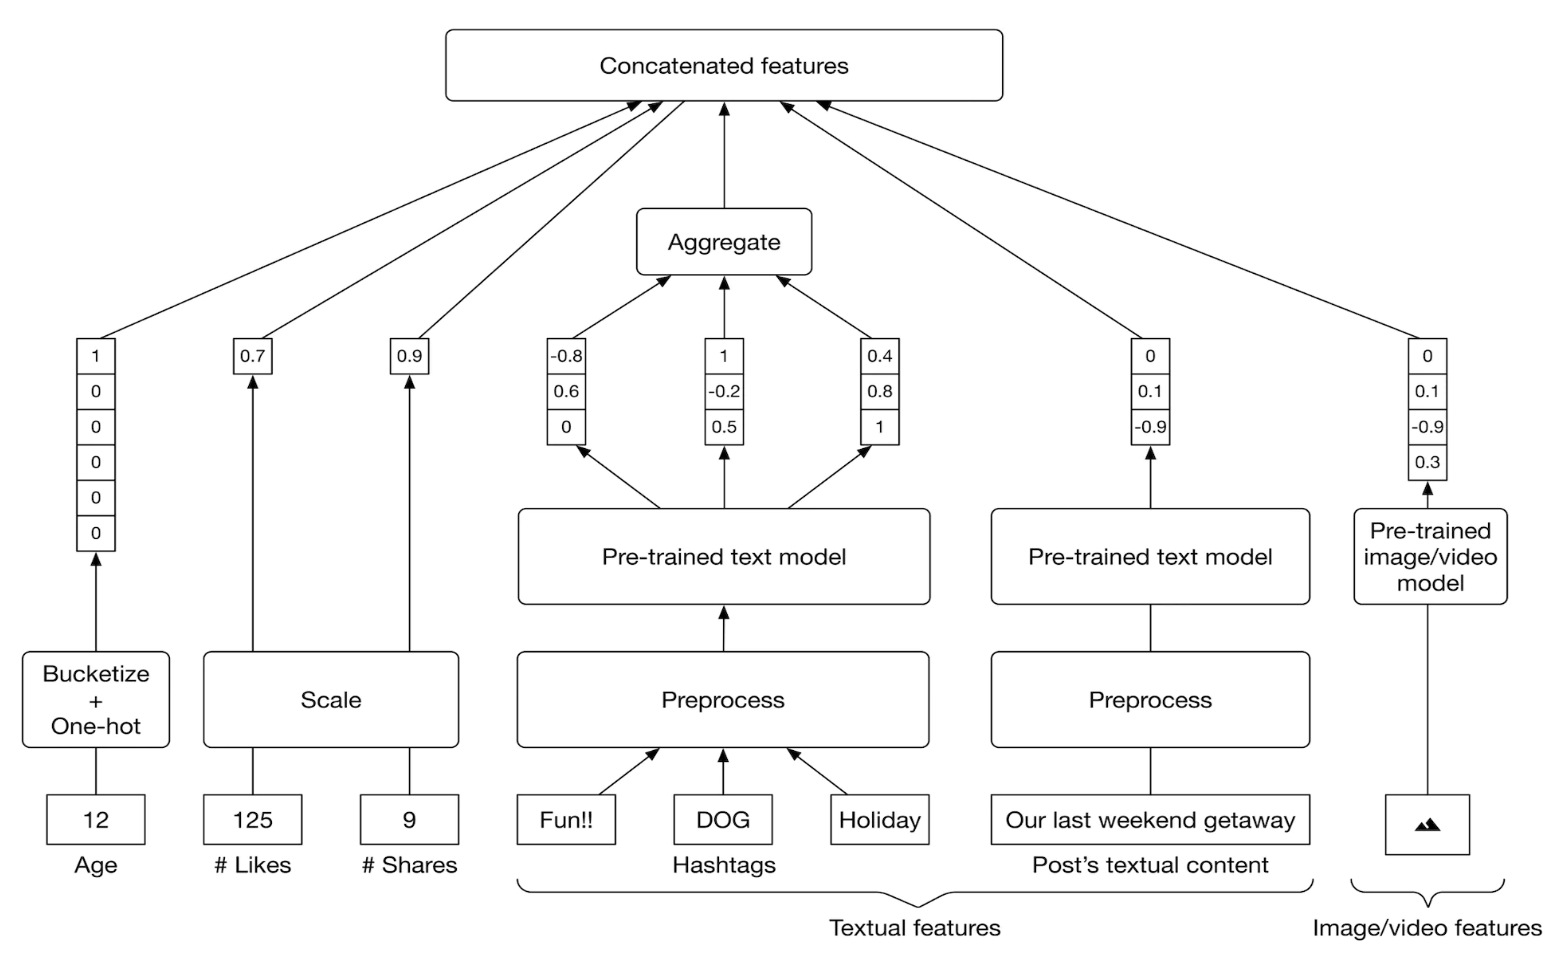 Concatenated features
Aggregate
1
0
0
0
0
0
0.7
0.9
-0.8
0.6
0
1
-0.2
0.5
0.4
0.8
1
0
0.1
-0.9
0
0.1
-0.9
0.3
Pre-trained text model
Pre-trained text model
Pre-trained
image/video
model
Bucketize
+
One-hot
Scale
Preprocess
Preprocess
12
125
9
Fun!!
DOG
Holiday
Our last weekend getaway
Age
# Likes
# Shares
Hashtags
Post's textual content
Textual features
Image/video features